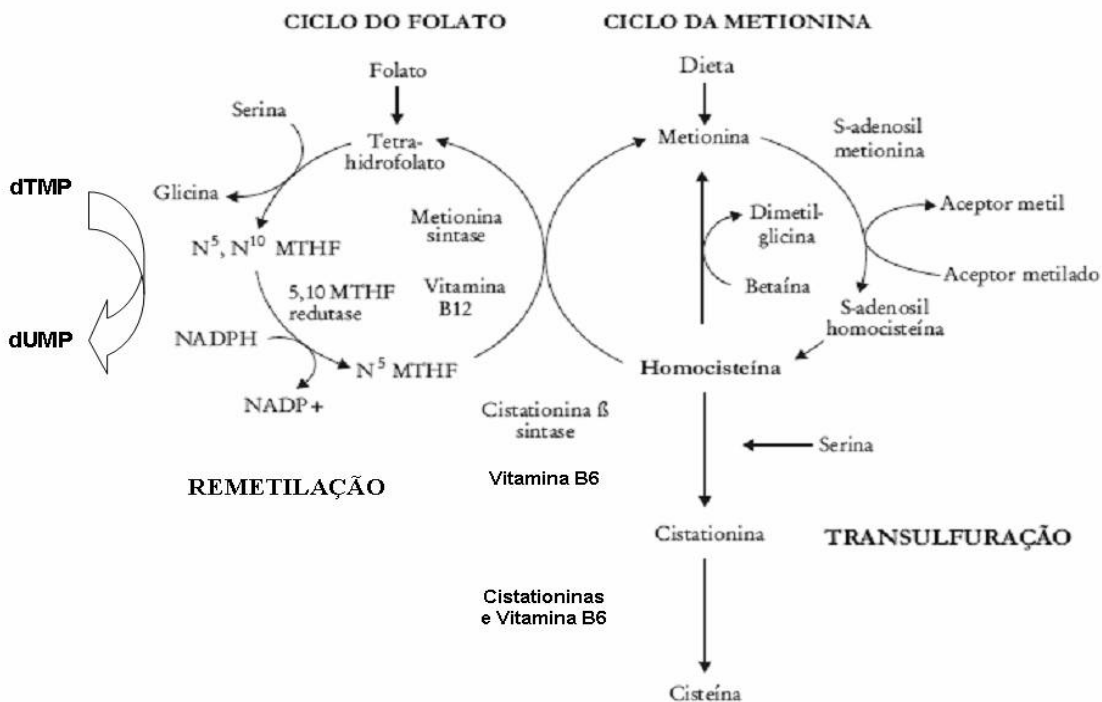 CICLO DO FOLATO
CICLO DA METIONINA
Folato
Dieta
Serina
Tetra-
hidrofolato
Metionina
S-adenosil
metionina
dTMP
Glicina
Aceptor metil
Metionina
sintase
Dimetil-
glicina
N5, N10 MTHF
Aceptor metilado
5,10 MTHF
redutase
Vitamina
B12
Betaína
S-adenosil
homocisteína
dUMP
NADPH
N5 MTHF
Homocisteína
NADP+
Cistationina ß
sintase
Serina
REMETILAÇÃO
Vitamina B6
Cistationina
TRANSULFURAÇÃO
Cistationinas
e Vitamina B6
Cisteína